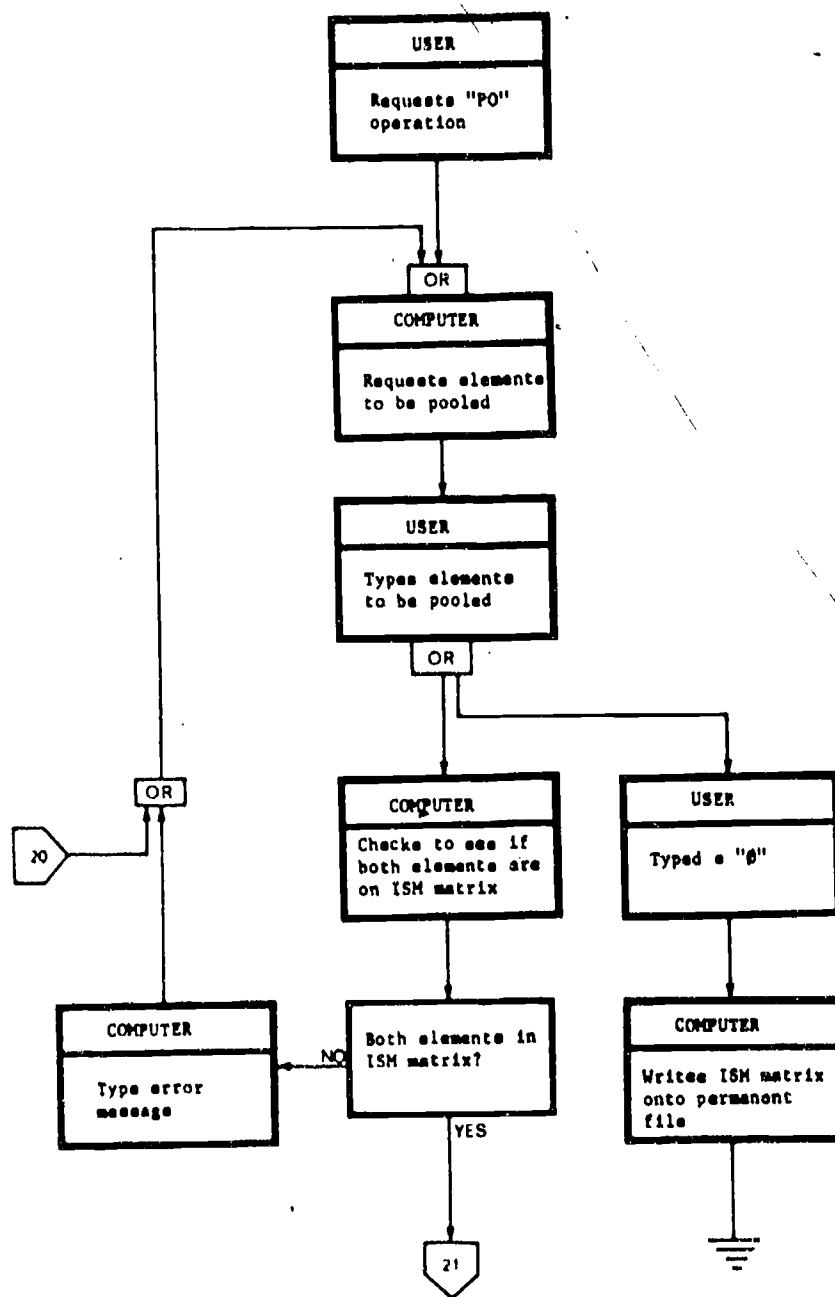 USER
Requests "PO"
operation
OR
COMPUTER
Requests elements
to be pooled
USER
Types elements
to be pooled
OR
OR
20
COMPUTER
Checks to see if
both elements are
on ISM matrix
USER
Typed a "Ø"
COMPUTER
Type error
message
NO
Both elements in
ISM matrix?
YES
COMPUTER
Writes ISM matrix
onto permanent
file
21